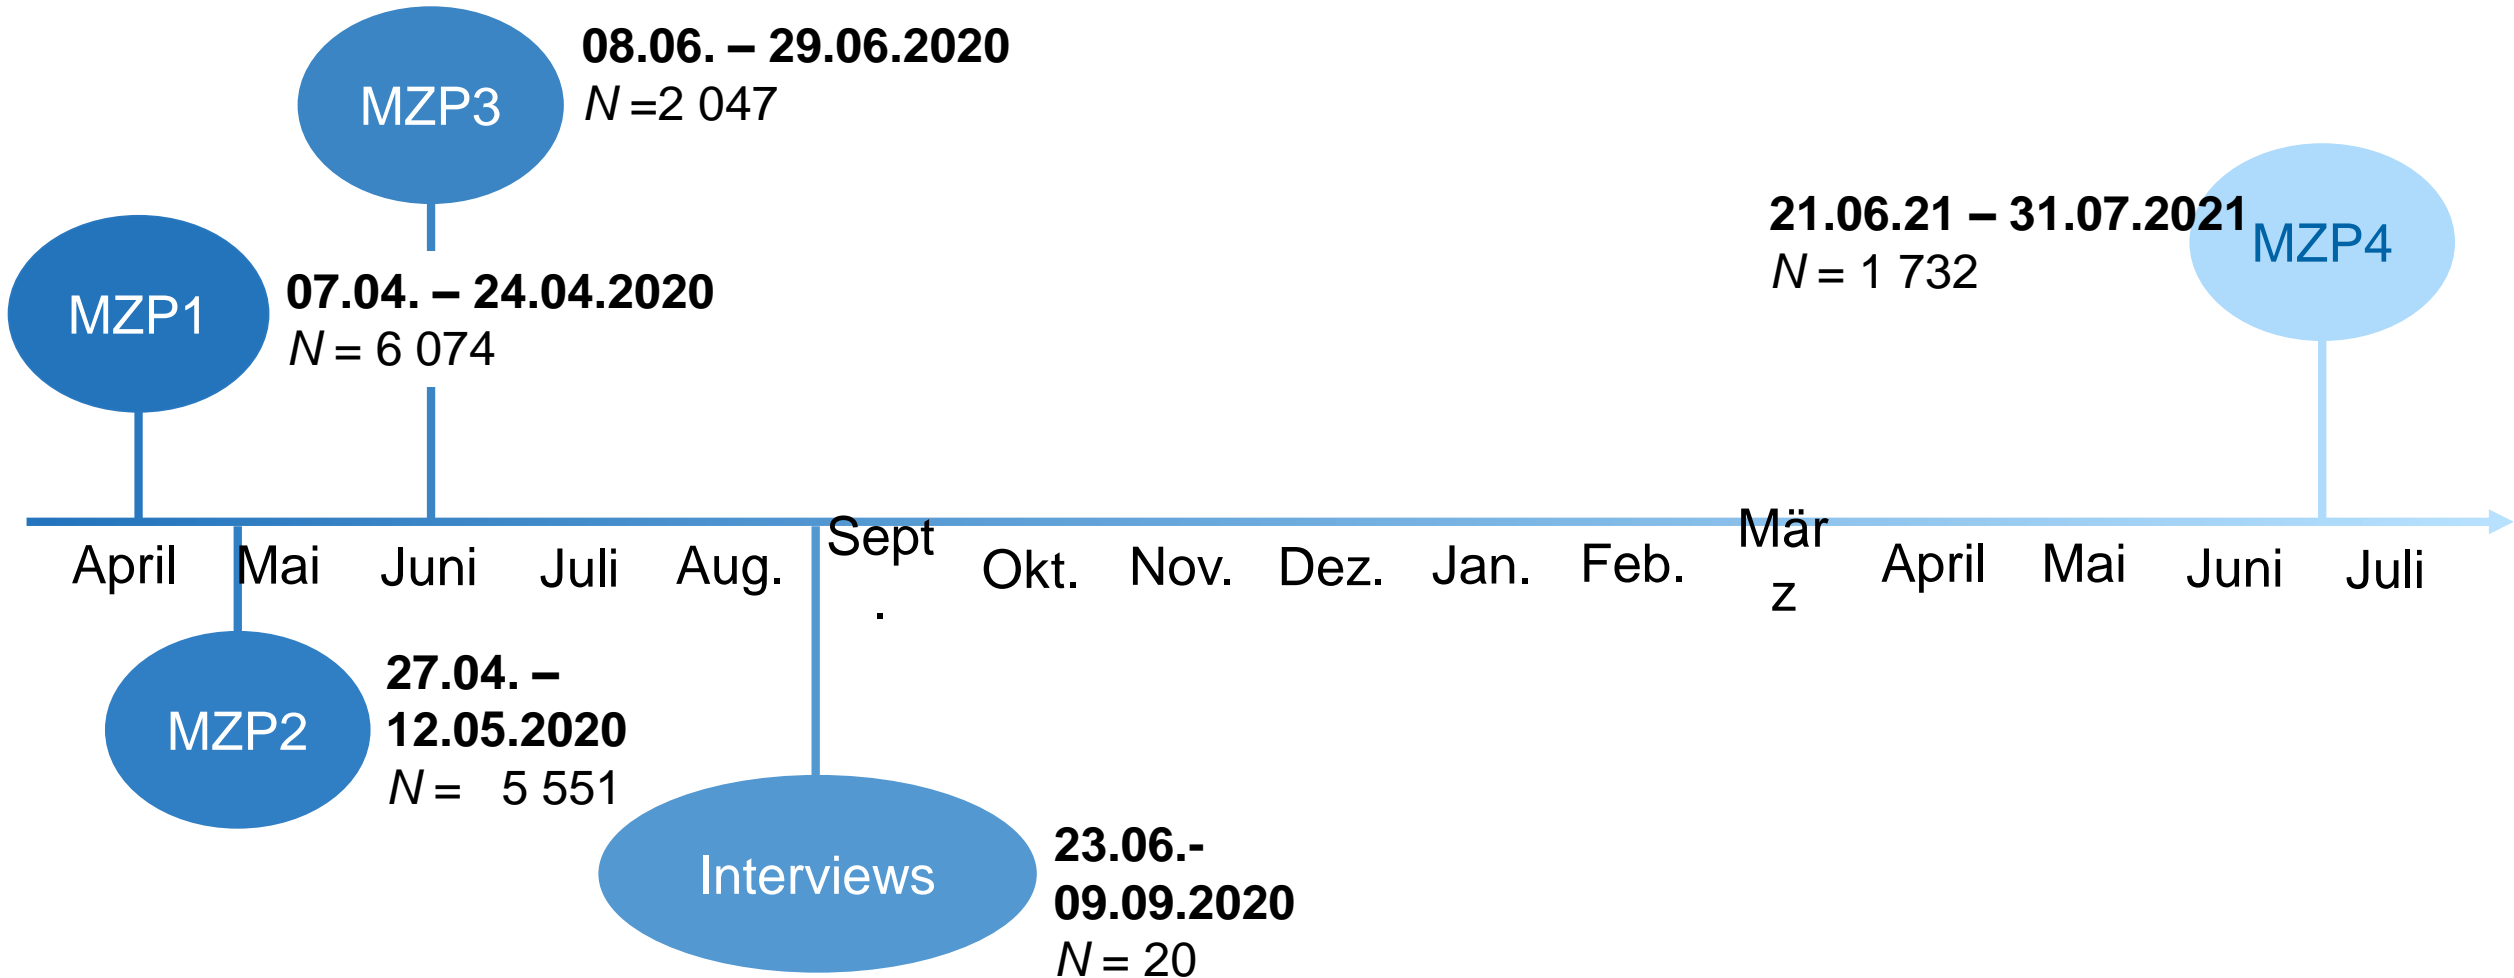 MZP3
08.06. – 29.06.2020
N =2 047
MZP1
07.04. – 24.04.2020
N = 6 074
21.06.21 – 31.07.2021
N = 1 732
MZP4
April
Mai
Juni
Juli
Aug.
Sept
.
Okt.
Nov.
Dez.
Jan.
Feb.
Mär
z
April
Mai
Juni
Juli
MZP2
27.04. –
12.05.2020
N = 5 551
Interviews
23.06.-
09.09.2020
N = 20